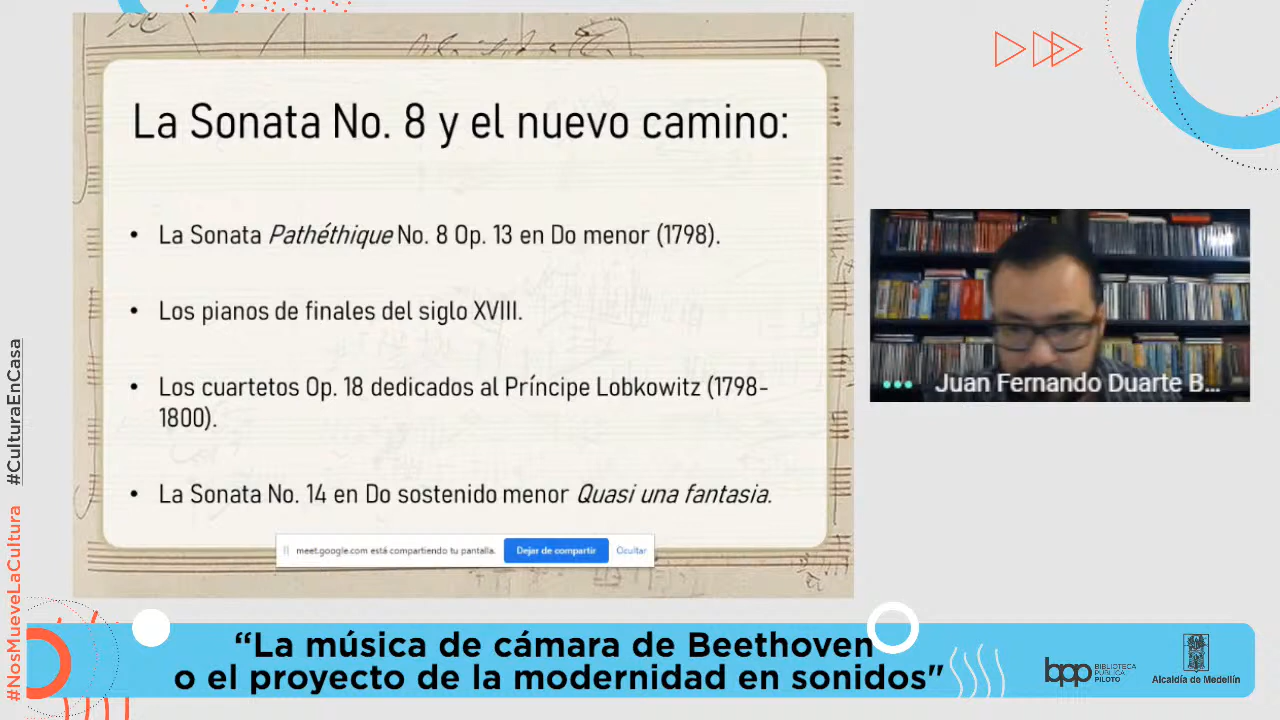 La Sonata No. 8 y el nuevo camino:
• La Sonata Pathéthique No. 8 Op. 13 en Do menor (1798).
• Los pianos de finales del siglo XVIII.
• Los cuartetos Op. 18 dedicados al Príncipe Lobkowitz (1798-
1800).
• La Sonata No. 14 en Do sostenido menor Quasi una fantasia.
meet.google.com está compartiendo tu pantalla.
Dejar de compartir
Ocultar
Juan Fernando Duarte B...
#NosMueveLaCultura #CulturaEnCasa
“La música de cámara de Beethoven
o el proyecto de la modernidad en sonidos"
bpp
BIBLIOTECA
PÚBLICA
PILOTO
Alcaldía de Medellín